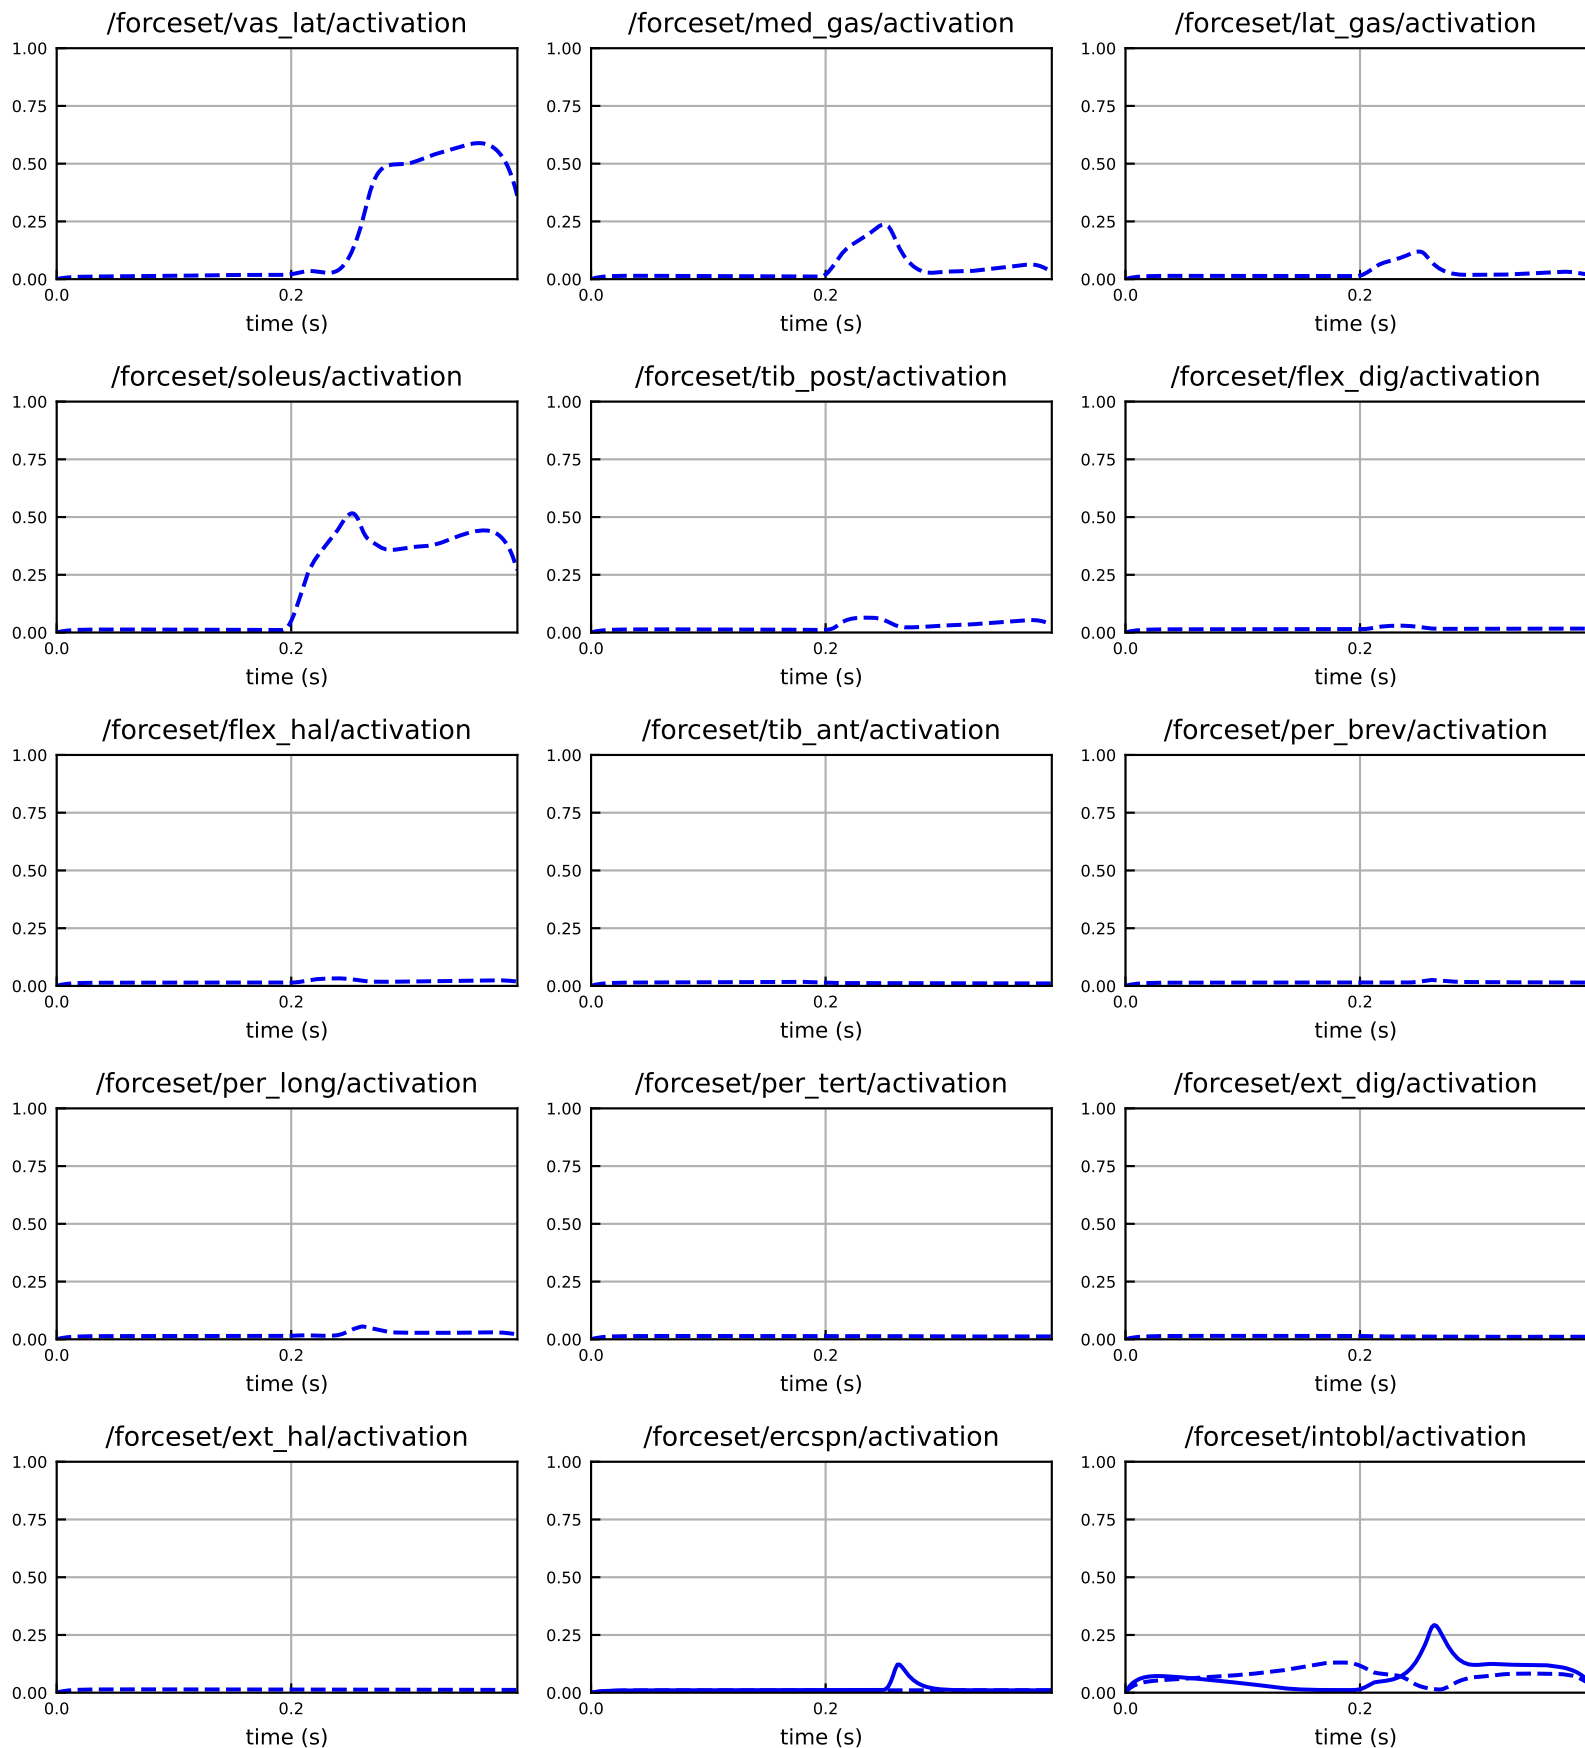 /forceset/vas_lat/activation /forceset/med_gas/activation /forceset/lat_gas/activation
1.00 1.00 1.00
0.75 0.75 0.75
0.50 0.50 0.50
0.25 0.25 0.25
0.00 0.00 0.00
0.0 0.2 0.0 0.2 0.0 0.2
time (s) time (s) time (s)
/forceset/soleus/activation /forceset/tib_post/activation /forceset/flex_dig/activation
1.00 1.00 1.00
0.75 0.75 0.75
0.50 0.50 0.50
0.25 0.25 0.25
0.00 0.00 0.00
0.0 0.2 0.0 0.2 0.0 0.2
time (s) time (s) time (s)
/forceset/flex_hal/activation /forceset/tib_ant/activation /forceset/per_brev/activation
1.00 1.00 1.00
0.75 0.75 0.75
0.50 0.50 0.50
0.25 0.25 0.25
0.00 0.00 0.00
0.0 0.2 0.0 0.2 0.0 0.2
time (s) time (s) time (s)
/forceset/per_long/activation /forceset/per_tert/activation /forceset/ext_dig/activation
1.00 1.00 1.00
0.75 0.75 0.75
0.50 0.50 0.50
0.25 0.25 0.25
0.00 0.00 0.00
0.0 0.2 0.0 0.2 0.0 0.2
time (s) time (s) time (s)
/forceset/ext_hal/activation /forceset/ercspn/activation /forceset/intobl/activation
1.00 1.00 1.00
0.75 0.75 0.75
0.50 0.50 0.50
0.25 0.25 0.25
0.00 0.00 0.00
0.0 0.2 0.0 0.2 0.0 0.2
time (s) time (s) time (s)